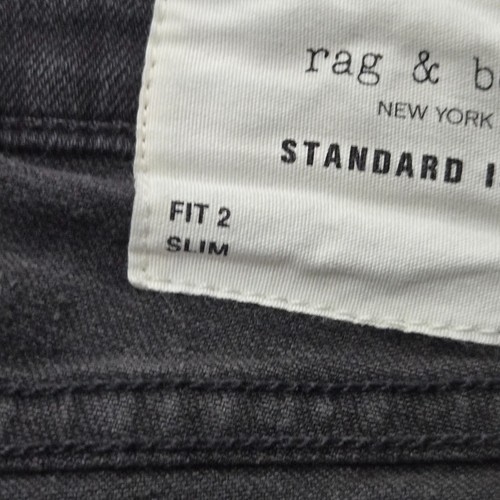 rag & b
NEW YORK
STANDARD I
FIT 2
SLIM